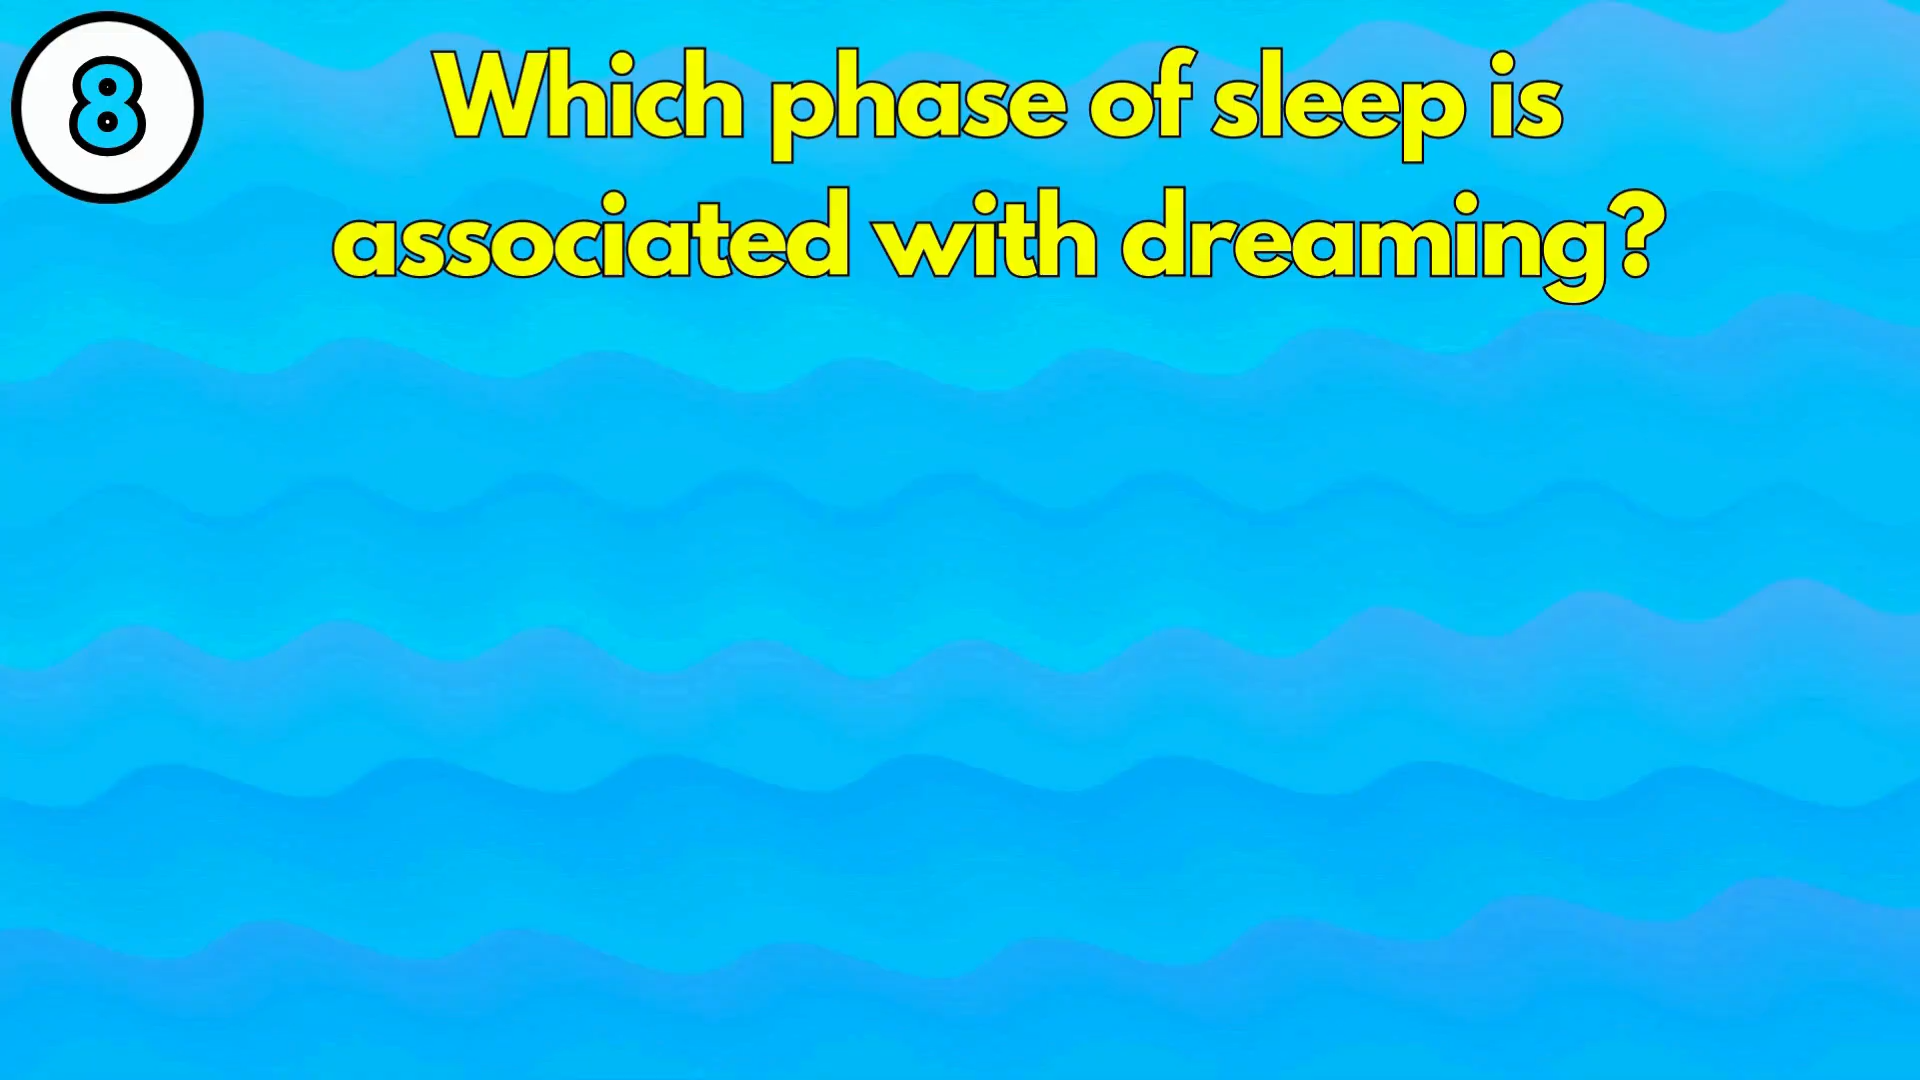 8
Which phase of sleep is
associated with dreaming?